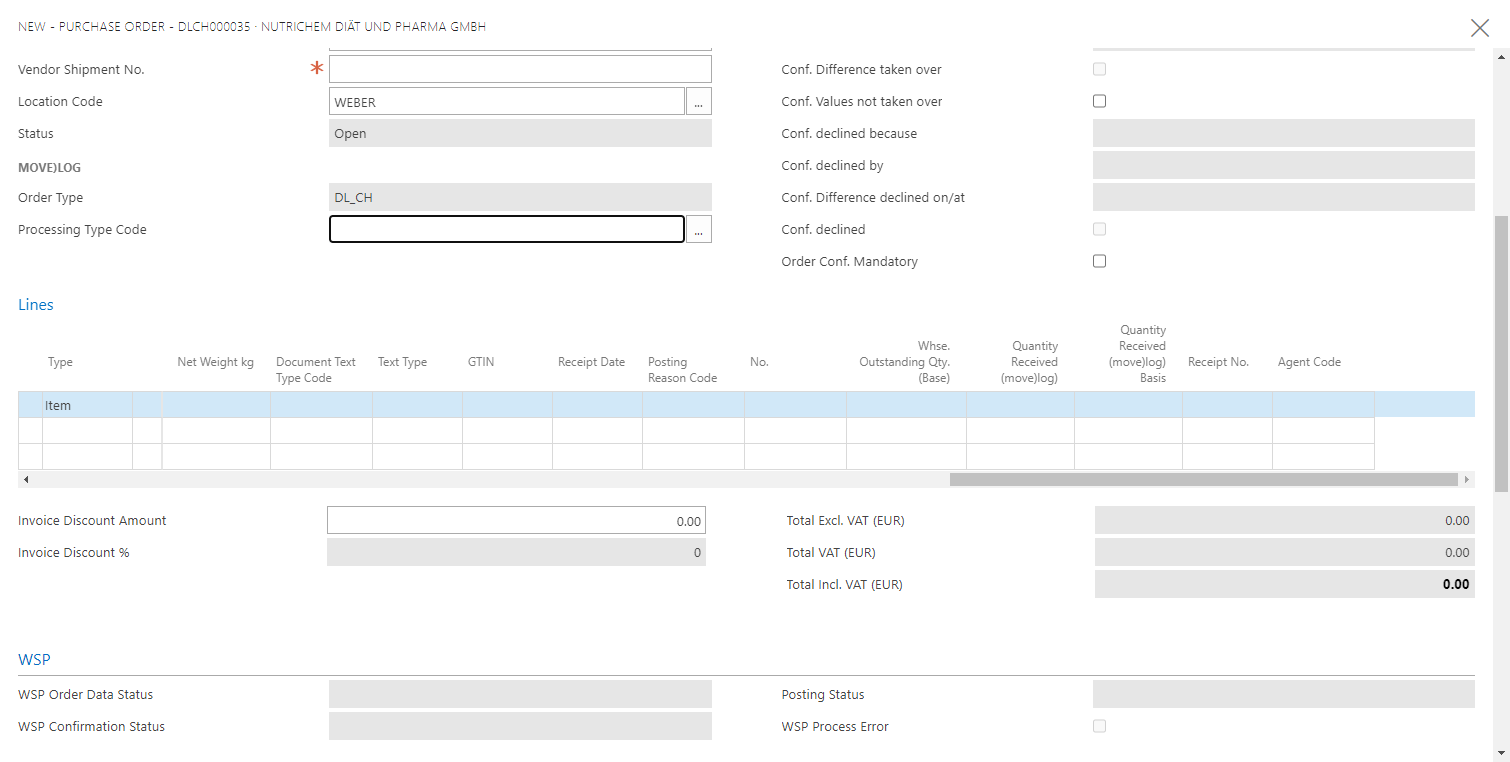 NEW - PURCHASE ORDER - DLCH000035 · NUTRICHEM DIÄT UND PHARMA GMBH
Vendor Shipment No. *
Location Code WEBER ...
Status Open
MOVE)LOG
Order Type DL_CH
Processing Type Code ...
Conf. Difference taken over
Conf. Values not taken over
Conf. declined because
Conf. declined by
Conf. Difference declined on/at
Conf. declined
Order Conf. Mandatory
Lines
Type
Net Weight kg
Document Text
Type Code
Text Type
GTIN
Receipt Date
Posting
Reason Code
No.
Whse.
Outstanding Qty.
(Base)
Quantity
Received
(move)log)
Quantity
Received
(move)log)
Basis
Receipt No.
Agent Code
Item
Invoice Discount Amount 0.00
Invoice Discount % 0
Total Excl. VAT (EUR) 0.00
Total VAT (EUR) 0.00
Total Incl. VAT (EUR) 0.00
WSP
WSP Order Data Status
WSP Confirmation Status
Posting Status
WSP Process Error